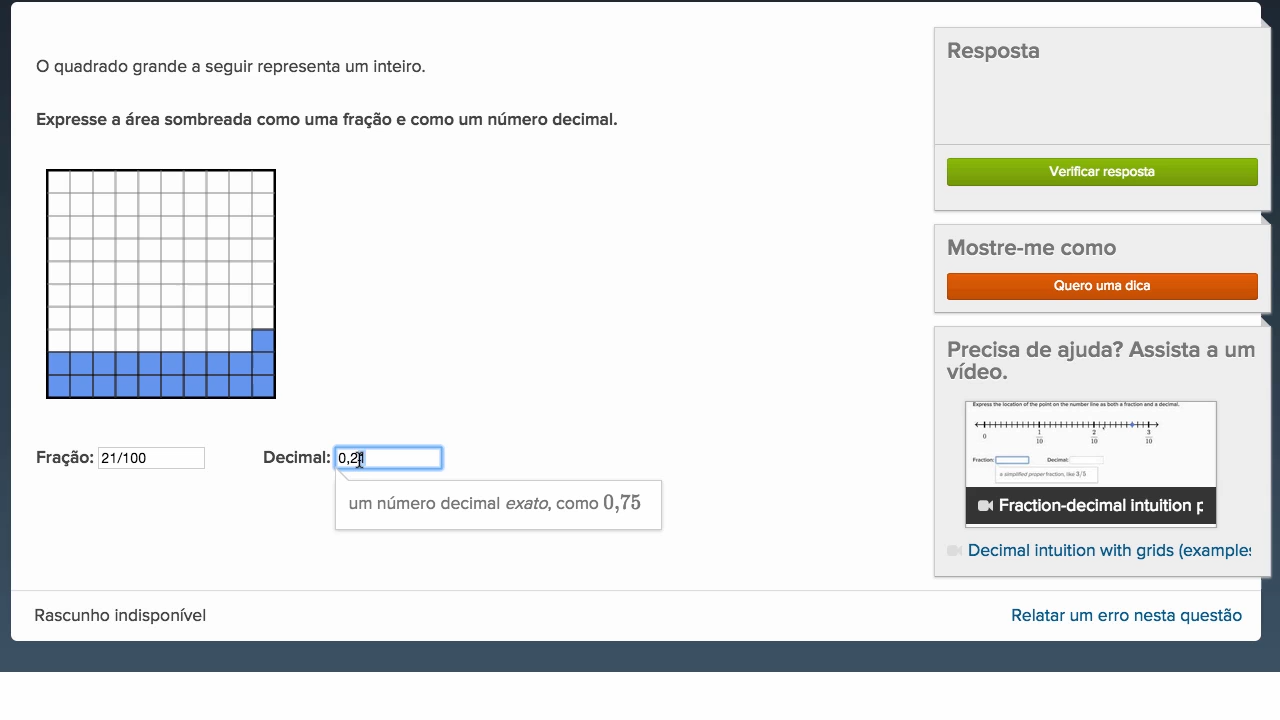 O quadrado grande a seguir representa um inteiro.
Expresse a área sombreada como uma fração e como um número decimal.
Fração: 21/100
Decimal: 0,21
um número decimal exato, como 0,75
Rascunho indisponível
Relatar um erro nesta questão
Resposta
Verificar resposta
Mostre-me como
Quero uma dica
Precisa de ajuda? Assista a um
vídeo.
Express the location of the point on the number line as both a fraction and a decimal.
0 1/10 2/10 3/10
Fraction: Decimal:
a simplified proper fraction, like 3/5
Fraction-decimal intuition p
Decimal intuition with grids (examples